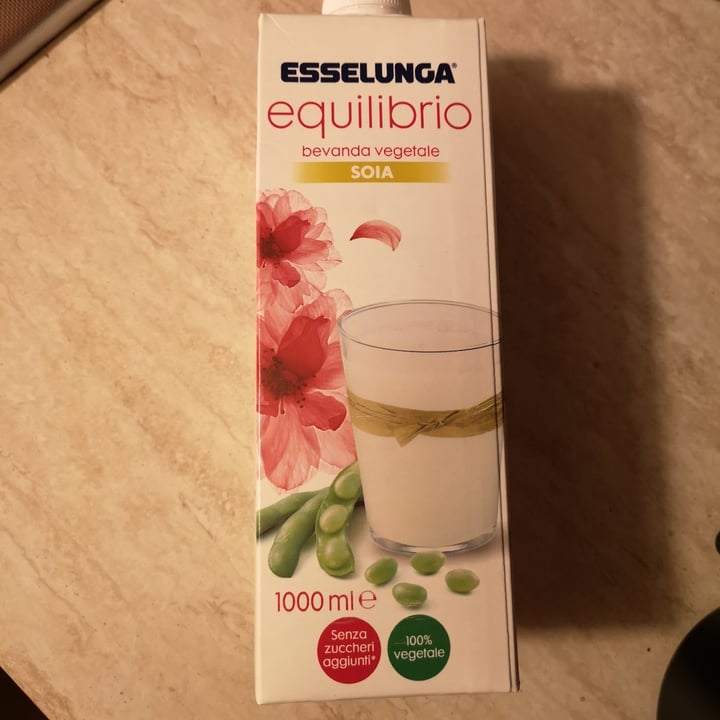 ESSELUNGA®
equilibrio
bevanda vegetale
SOIA
1000 ml ℮
Senza
zuccheri
aggiunti*
100%
vegetale